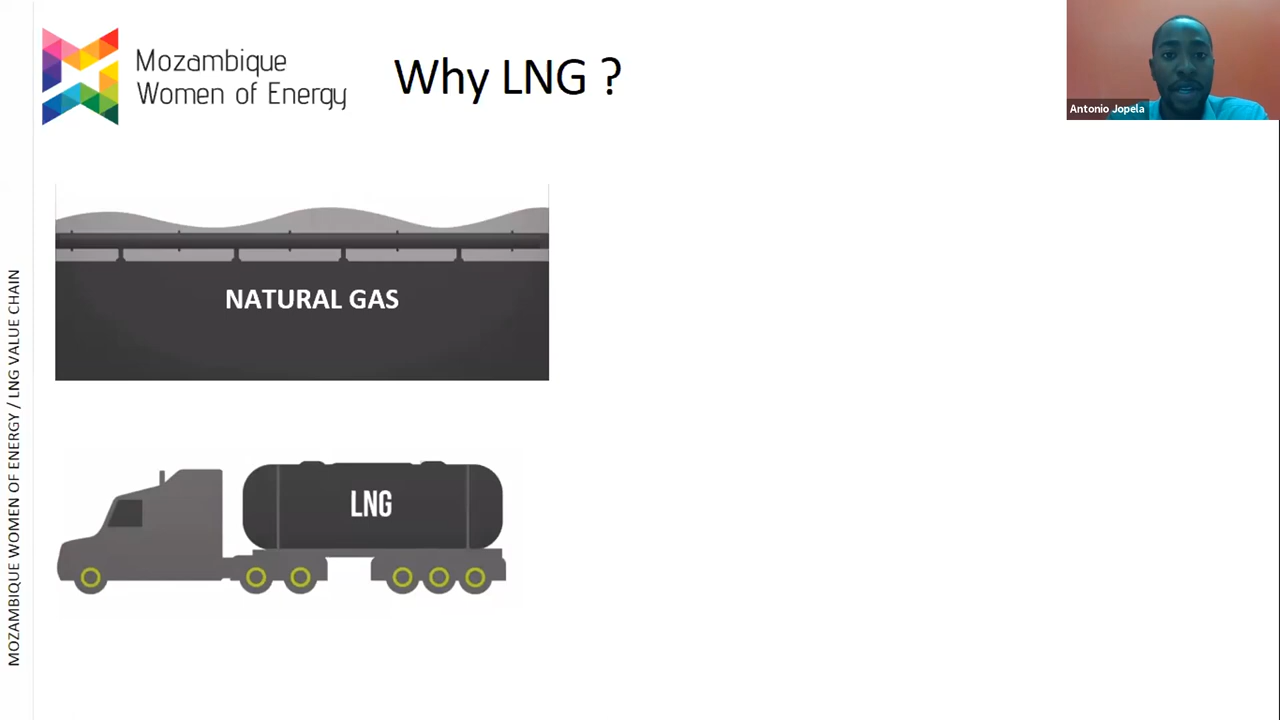 Mozambique
Women of Energy
Why LNG ?
Antonio Jopela
NATURAL GAS
LNG
MOZAMBIQUE WOMEN OF ENERGY / LNG VALUE CHAIN